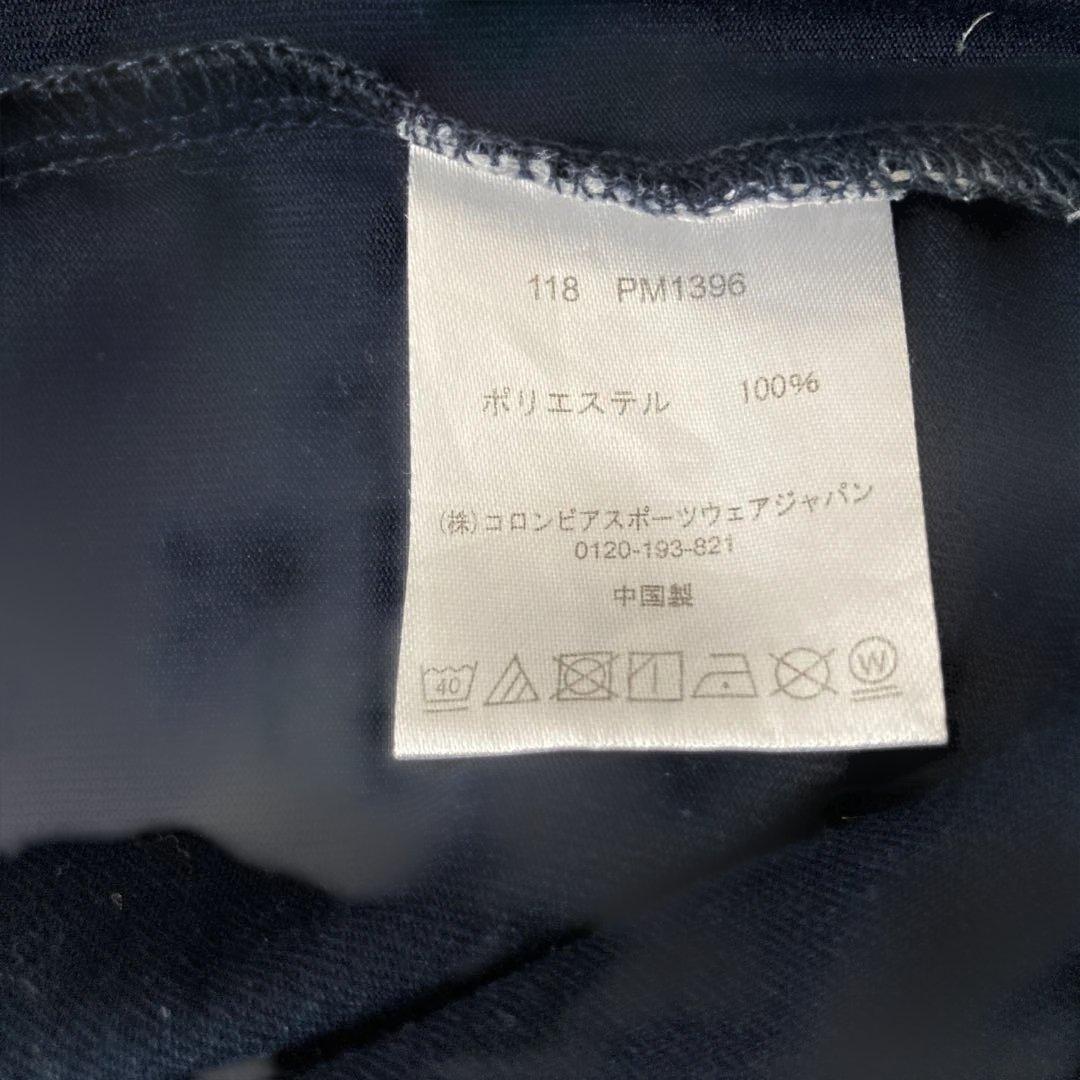 118 PM1396
ポリエステル 100%
(株)コロンビアスポーツウェアジャパン
0120-193-821
中国製
40
W